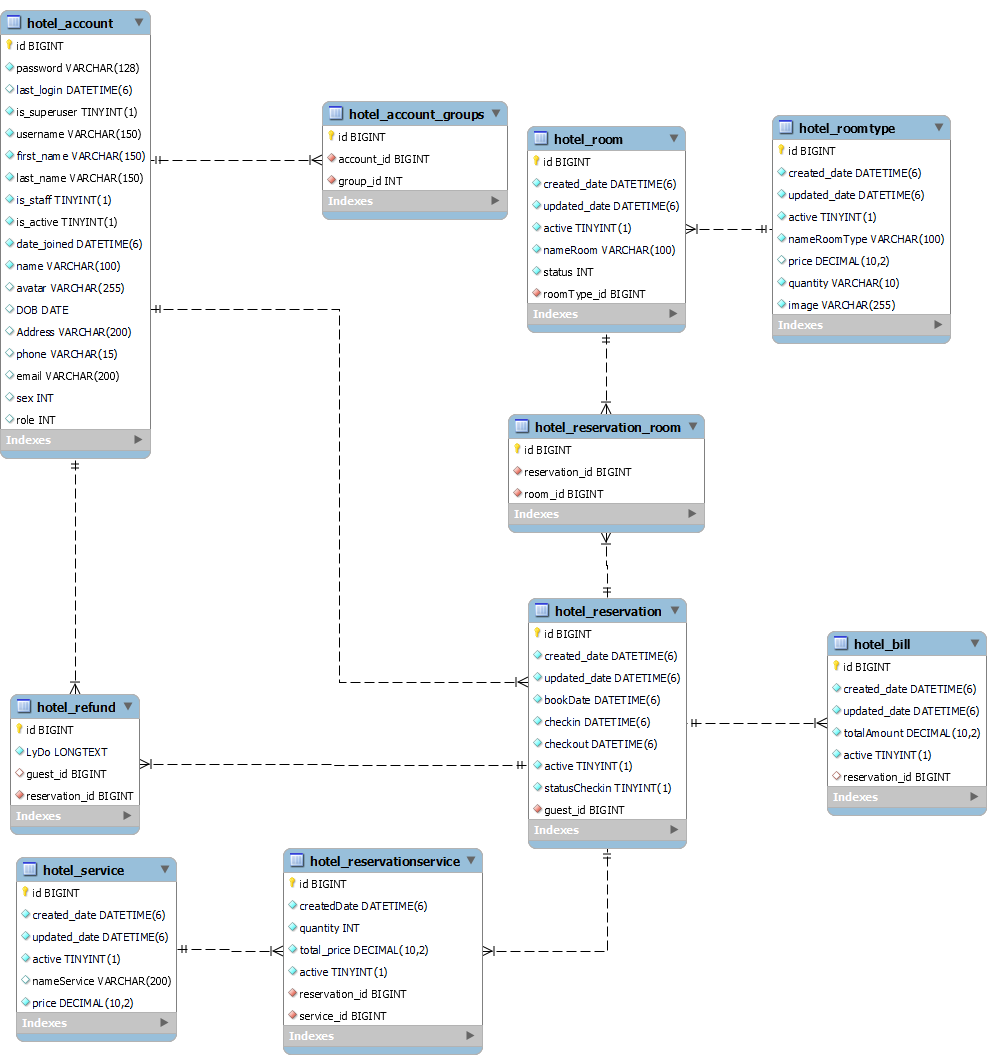 hotel_account
id BIGINT
password VARCHAR(128)
last_login DATETIME(6)
is_superuser TINYINT(1)
username VARCHAR(150)
first_name VARCHAR(150)
last_name VARCHAR(150)
is_staff TINYINT(1)
is_active TINYINT(1)
date_joined DATETIME(6)
name VARCHAR(100)
avatar VARCHAR(255)
DOB DATE
Address VARCHAR(200)
phone VARCHAR(15)
email VARCHAR(200)
sex INT
role INT
Indexes
hotel_account_groups
id BIGINT
account_id BIGINT
group_id INT
Indexes
hotel_room
id BIGINT
created_date DATETIME(6)
updated_date DATETIME(6)
active TINYINT(1)
nameRoom VARCHAR(100)
status INT
roomType_id BIGINT
Indexes
hotel_roomtype
id BIGINT
created_date DATETIME(6)
updated_date DATETIME(6)
active TINYINT(1)
nameRoomType VARCHAR(100)
price DECIMAL(10,2)
quantity VARCHAR(10)
image VARCHAR(255)
Indexes
hotel_reservation_room
id BIGINT
reservation_id BIGINT
room_id BIGINT
Indexes
hotel_reservation
id BIGINT
created_date DATETIME(6)
updated_date DATETIME(6)
bookDate DATETIME(6)
checkin DATETIME(6)
checkout DATETIME(6)
active TINYINT(1)
statusCheckin TINYINT(1)
guest_id BIGINT
Indexes
hotel_bill
id BIGINT
created_date DATETIME(6)
updated_date DATETIME(6)
totalAmount DECIMAL(10,2)
active TINYINT(1)
reservation_id BIGINT
Indexes
hotel_refund
id BIGINT
LyDo LONGTEXT
guest_id BIGINT
reservation_id BIGINT
Indexes
hotel_service
id BIGINT
created_date DATETIME(6)
updated_date DATETIME(6)
active TINYINT(1)
nameService VARCHAR(200)
price DECIMAL(10,2)
Indexes
hotel_reservationservice
id BIGINT
createdDate DATETIME(6)
quantity INT
total_price DECIMAL(10,2)
active TINYINT(1)
reservation_id BIGINT
service_id BIGINT
Indexes